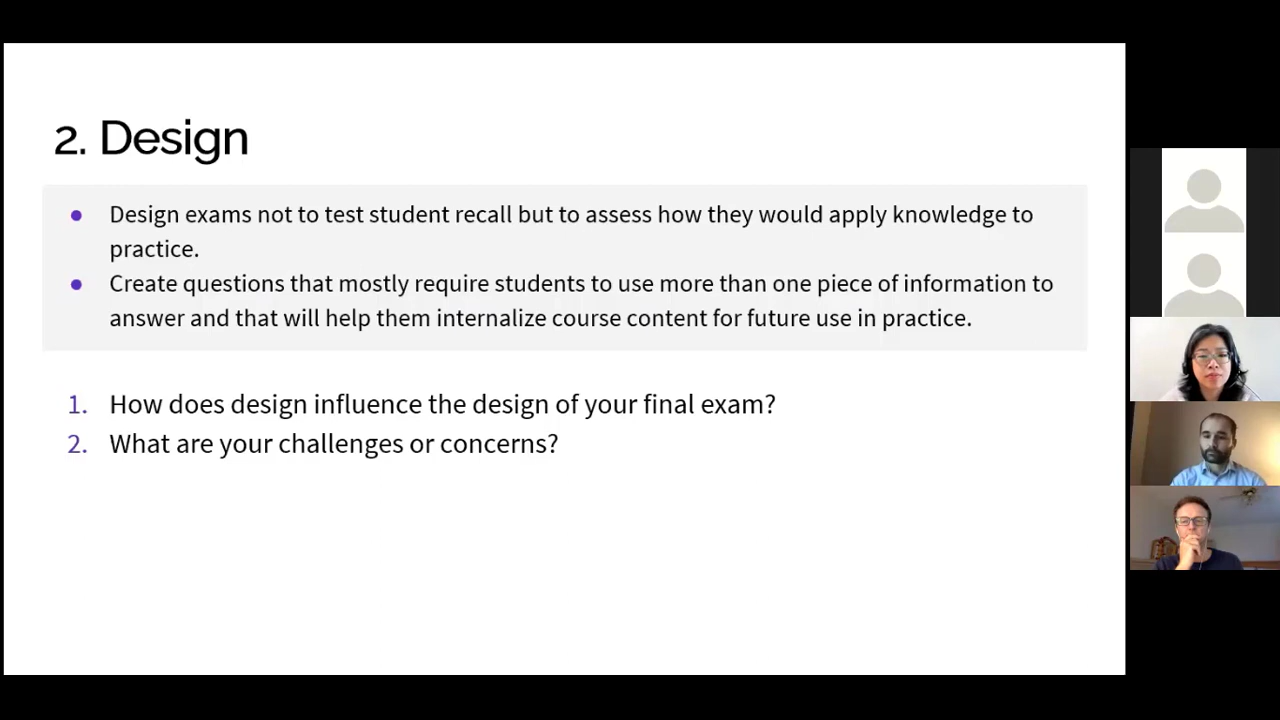 2. Design
● Design exams not to test student recall but to assess how they would apply knowledge to
practice.
● Create questions that mostly require students to use more than one piece of information to
answer and that will help them internalize course content for future use in practice.
1. How does design influence the design of your final exam?
2. What are your challenges or concerns?